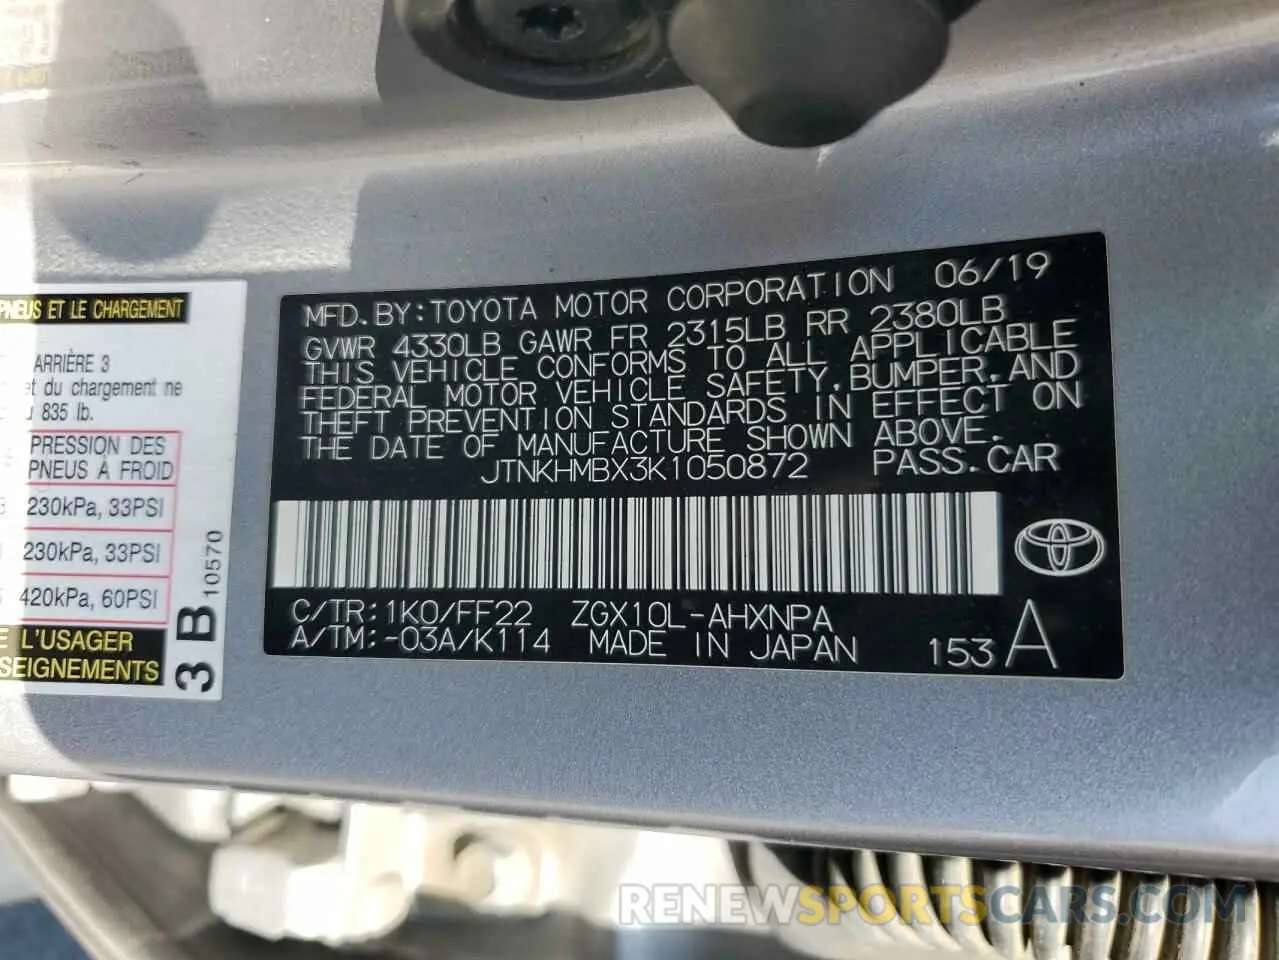 MFD. BY: TOYOTA MOTOR CORPORATION 06/19
GVWR 4330LB GAWR FR 2315LB RR 2380LB
THIS VEHICLE CONFORMS TO ALL APPLICABLE
FEDERAL MOTOR VEHICLE SAFETY, BUMPER, AND
THEFT PREVENTION STANDARDS IN EFFECT ON
THE DATE OF MANUFACTURE SHOWN ABOVE.
JTNKHMBX3K1050872 PASS. CAR
C/TR: 1K0/FF22 ZGX10L-AHXNPA
A/TM: -03A/K114 MADE IN JAPAN 153 A
PNEUS ET LE CHARGEMENT
ARRIÈRE 3
et du chargement ne
835 lb.
PRESSION DES
PNEUS À FROID
230kPa, 33PSI
230kPa, 33PSI
420kPa, 60PSI
L'USAGER
SEIGNEMENTS
3 B 10570
RENEWSPORTSCARS.COM